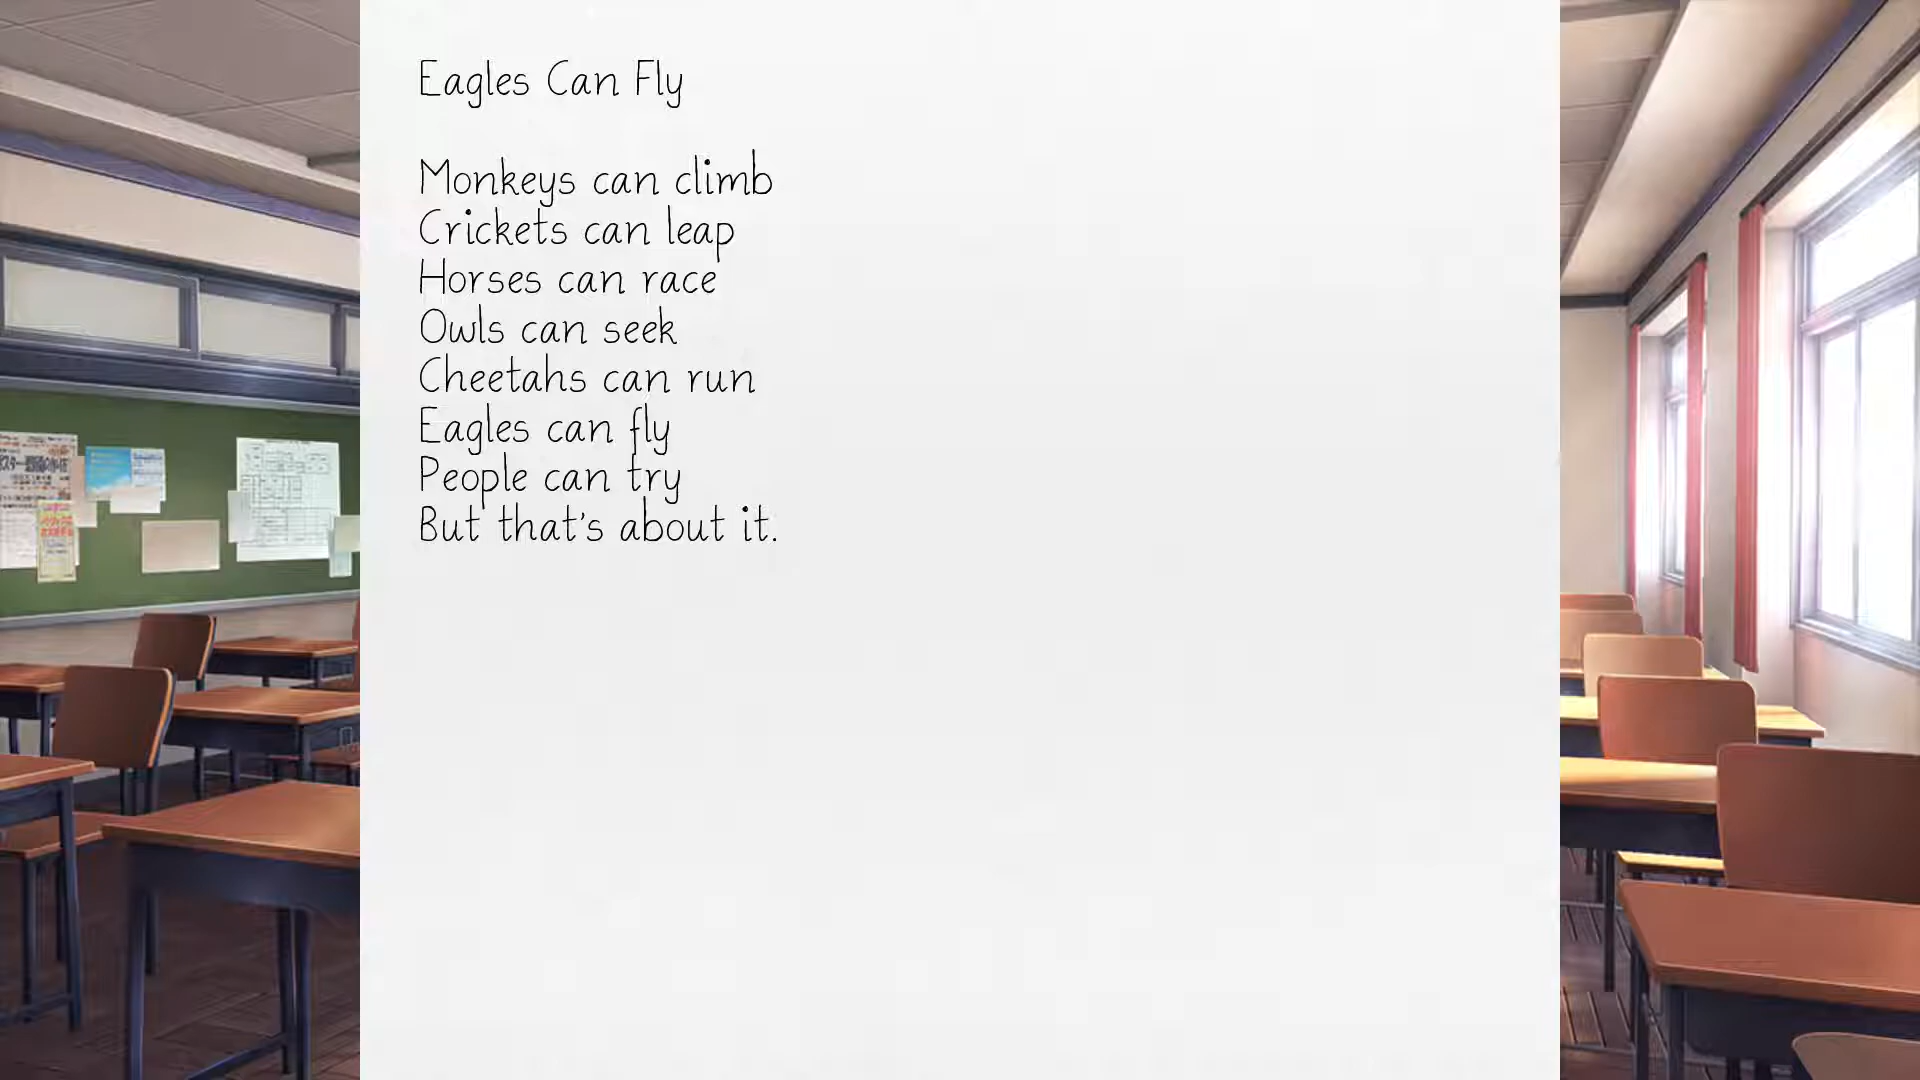 Eagles Can Fly
Monkeys can climb
Crickets can leap
Horses can race
Owls can seek
Cheetahs can run
Eagles can fly
People can try
But that's about it.